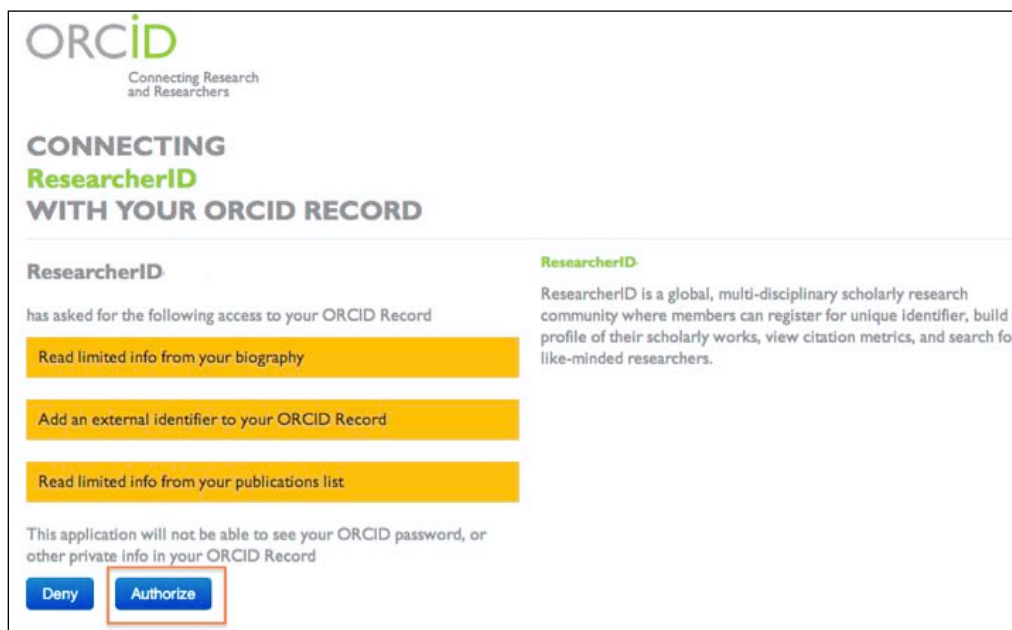 ORCiD
Connecting Research
and Researchers
CONNECTING
ResearcherID
WITH YOUR ORCID RECORD
ResearcherID
has asked for the following access to your ORCID Record
Read limited info from your biography
Add an external identifier to your ORCID Record
Read limited info from your publications list
This application will not be able to see your ORCID password, or
other private info in your ORCID Record
Deny
Authorize
ResearcherID
ResearcherID is a global, multi-disciplinary scholarly research
community where members can register for unique identifier, build
profile of their scholarly works, view citation metrics, and search fo
like-minded researchers.